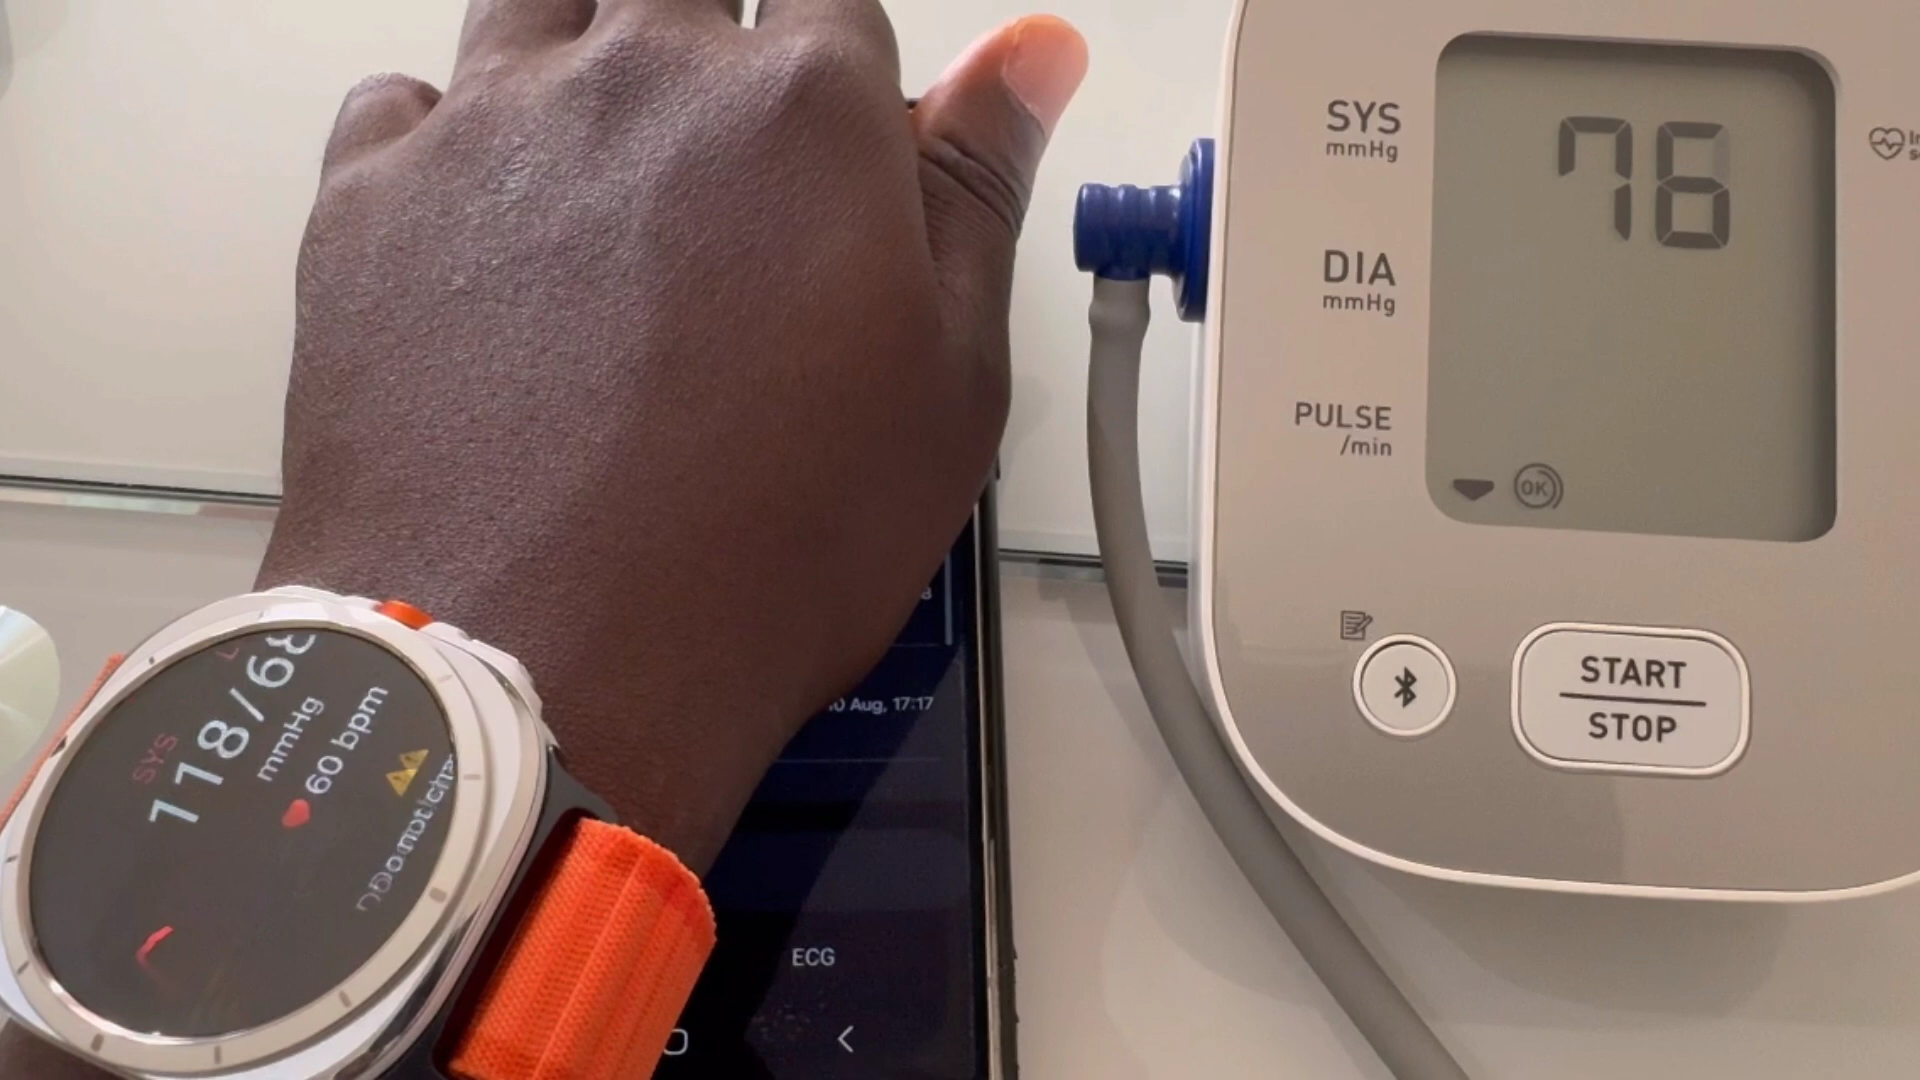 SYS
118/68
mmHg
60 bpm
10 Aug, 17:17
ECG
SYS
mmHg
76
DIA
mmHg
PULSE
/min
OK
START
STOP